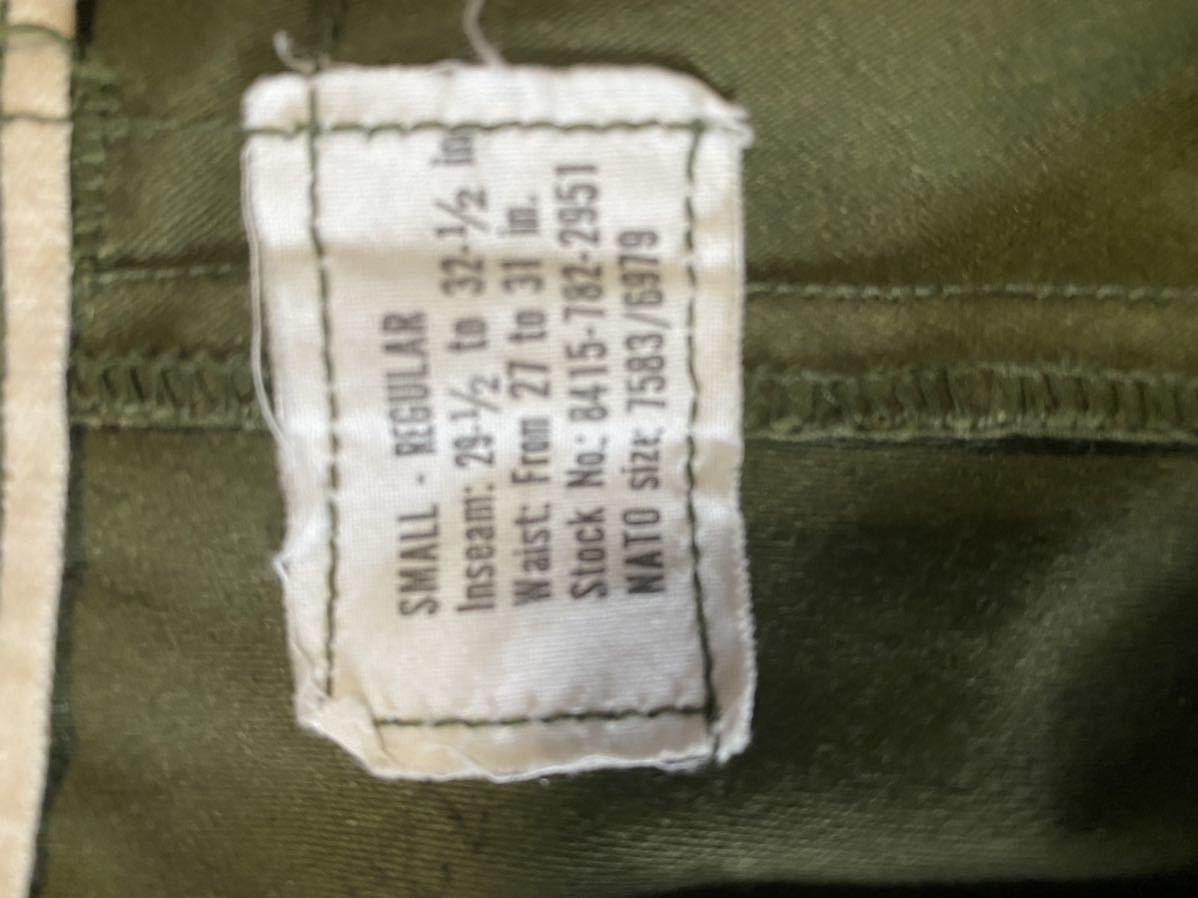 SMALL - REGULAR
Inseam: 29-½ to 32-½ in
Waist: From 27 to 31 in.
Stock No.: 8415-782-2951
NATO size: 7583/6979